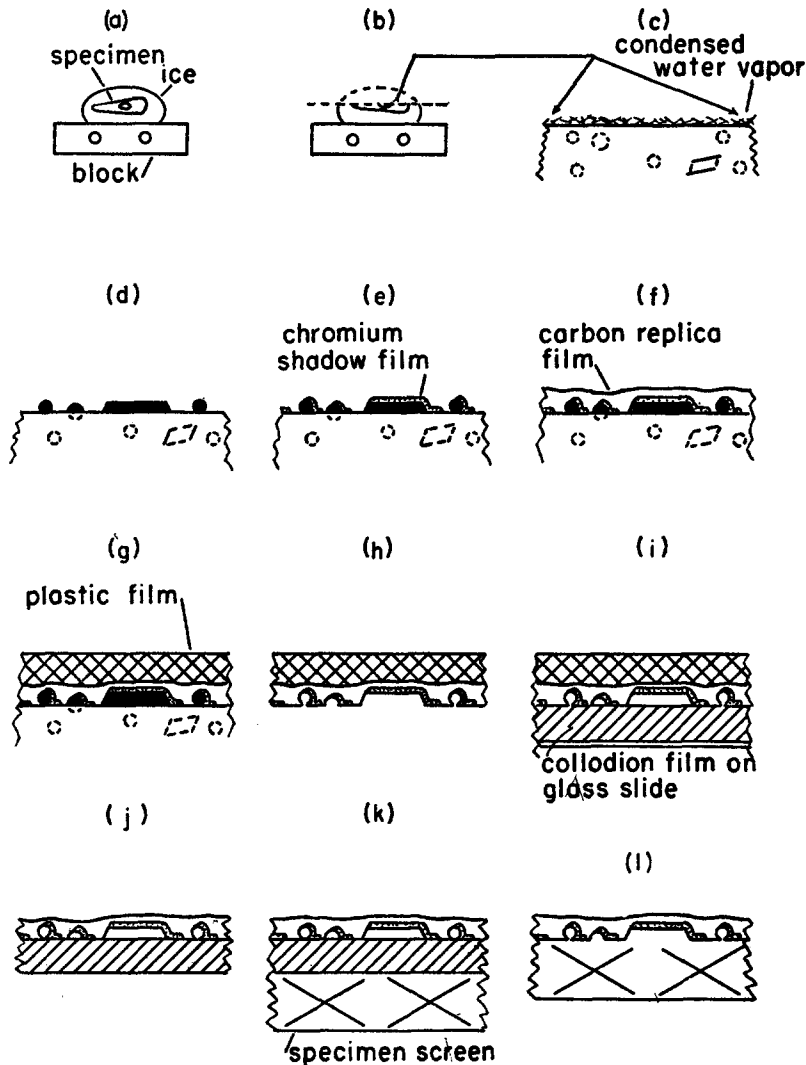 (a)
(b)
(c)
specimen
ice
block
condensed
water vapor
(d)
(e)
(f)
chromium
shadow film
carbon replica
film
(g)
(h)
(i)
plastic film
collodion film on
glass slide
(j)
(k)
(l)
specimen screen